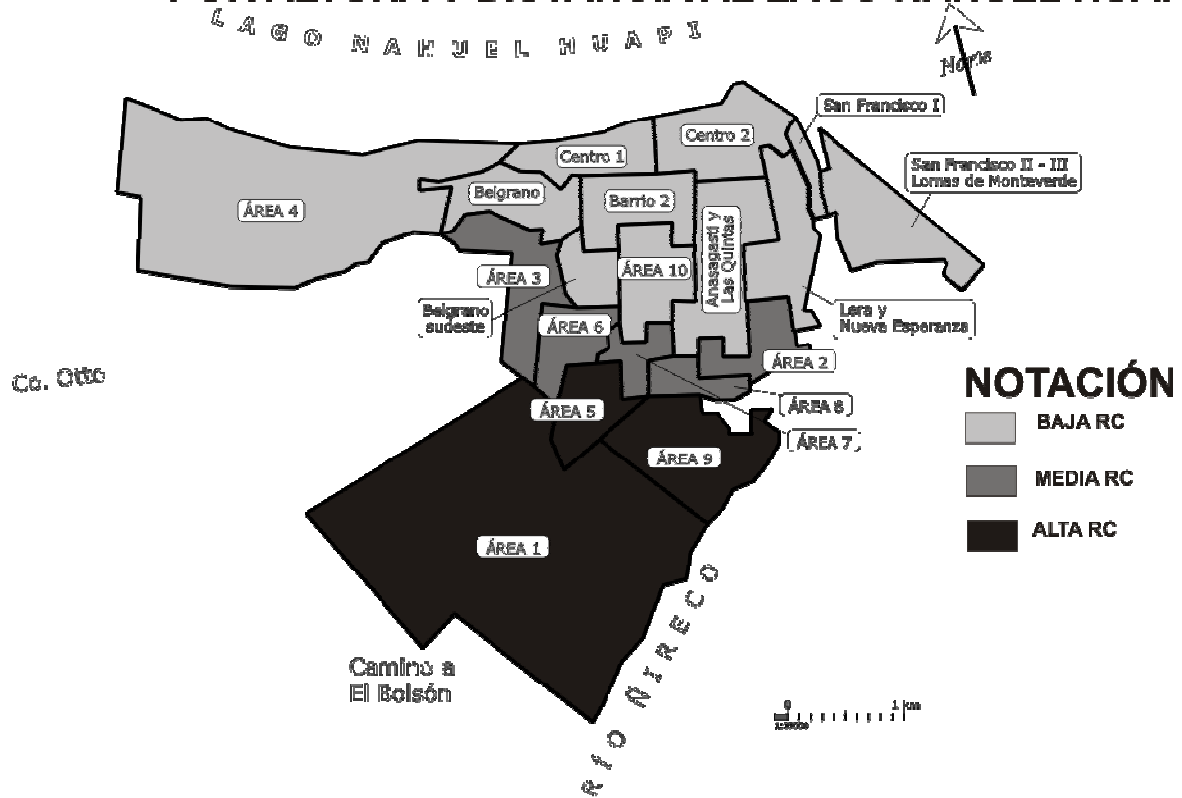 LAGO NAHUEL HUAPI
Norte
San Francisco I
Centro 2
Centro 1
San Francisco II - III
Lomas de Monteverde
Belgrano
Barrio 2
ÁREA 4
Anasagasti y
Las Quintas
ÁREA 3
ÁREA 10
Belgrano
sudeste
ÁREA 6
Lera y
Nueva Esperanza
ÁREA 2
Co. Otto
NOTACIÓN
ÁREA 5
ÁREA 8
BAJA RC
ÁREA 7
ÁREA 9
MEDIA RC
ALTA RC
ÁREA 1
RÍO ÑIRECO
Camino a
El Bolsón
0 1 km